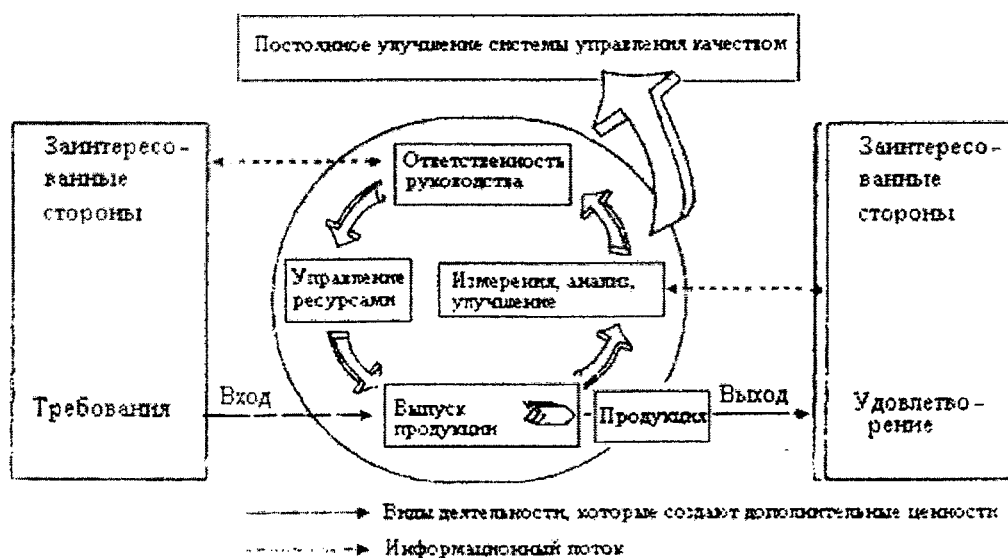 Постоянное улучшение системы управления качеством
Заинтересо-
ванные
стороны
Ответственность
руководства
Заинтересо-
ванные
стороны
Управление
ресурсами
Измерения, анализ,
улучшение
Требования
Вход
Выпуск
продукции
Продукция
Выход
Удовлетво-
рение
Виды деятельности, которые создают дополнительные ценности
Информационный поток